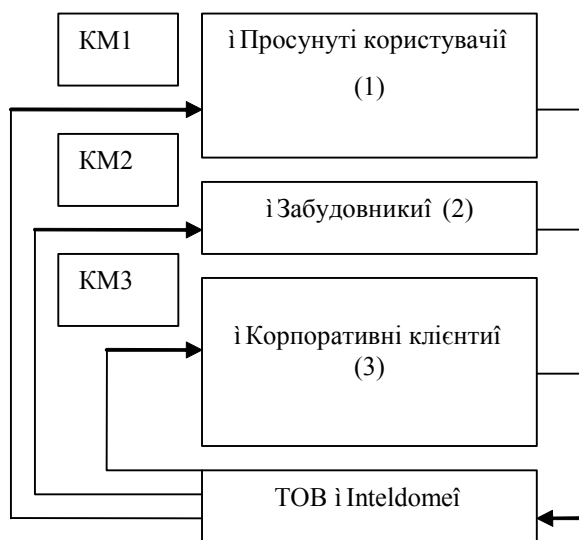 КМ1
ì Просунуті користувачіî
(1)
КМ2
ì Забудовникиî (2)
КМ3
ì Корпоративні клієнтиî
(3)
ТОВ ì Inteldomeî